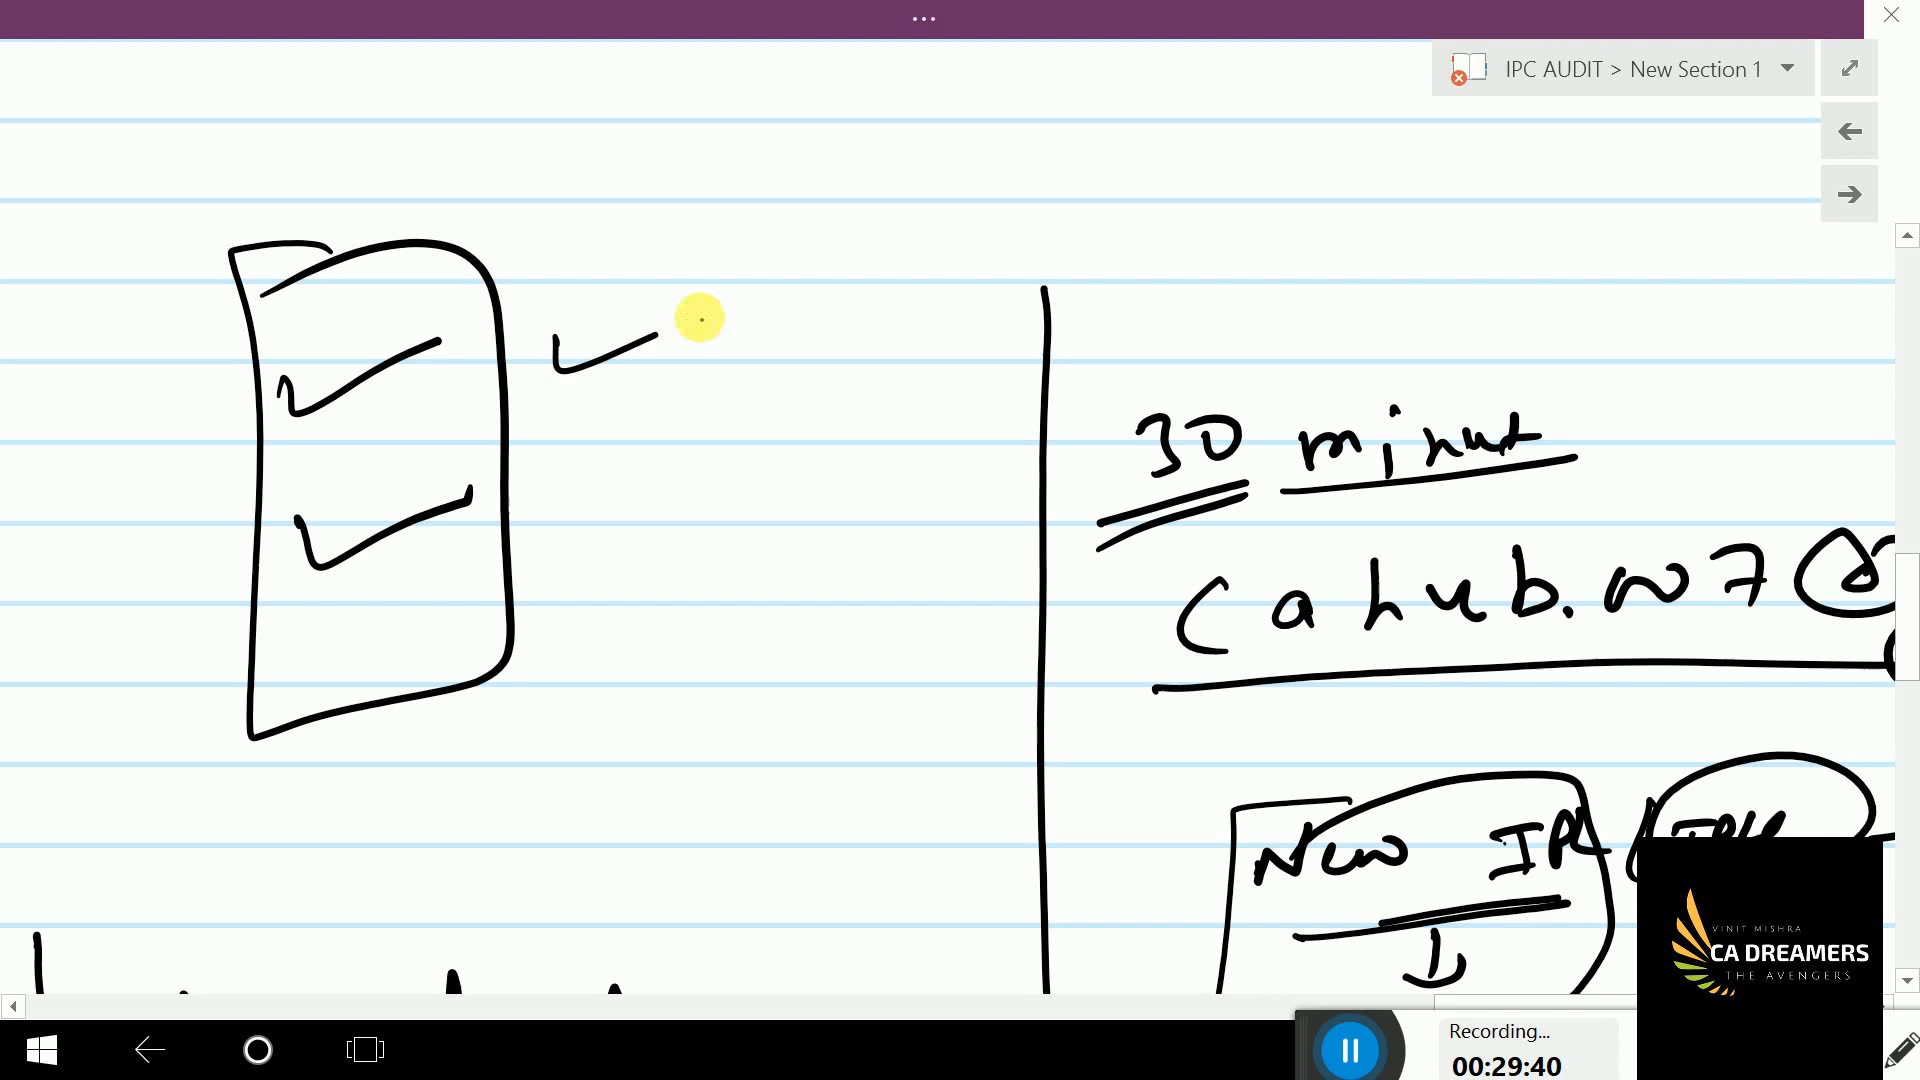 IPC AUDIT > New Section 1
30 minut
Cahub.in7
New IPC
VINIT MISHRA
CA DREAMERS
THE AVENGERS
Recording...
00:29:40